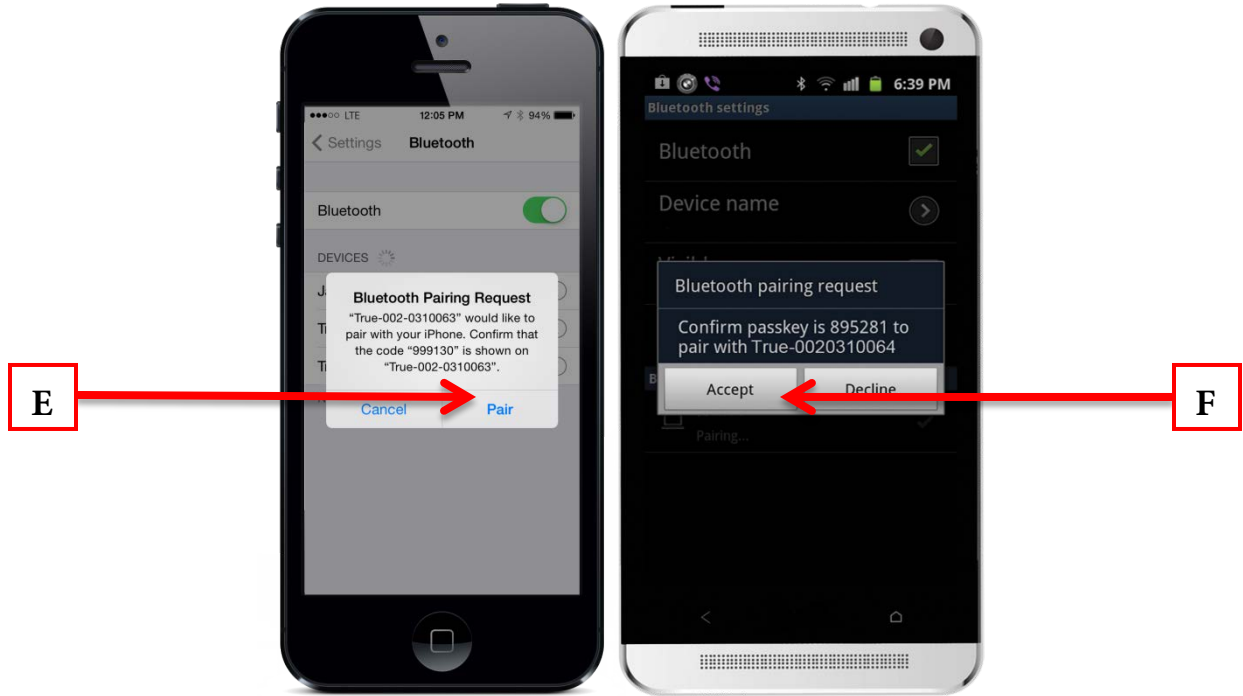 ●●●○○ LTE 12:05 PM 94%
Settings Bluetooth
Bluetooth
DEVICES
J
Bluetooth Pairing Request
“True-002-0310063” would like to
pair with your iPhone. Confirm that
the code “999130” is shown on
“True-002-0310063”.
Cancel Pair
E
6:39 PM
Bluetooth settings
Bluetooth
Device name
Bluetooth pairing request
Confirm passkey is 895281 to
pair with True-0020310064
Accept Decline
Pairing...
F